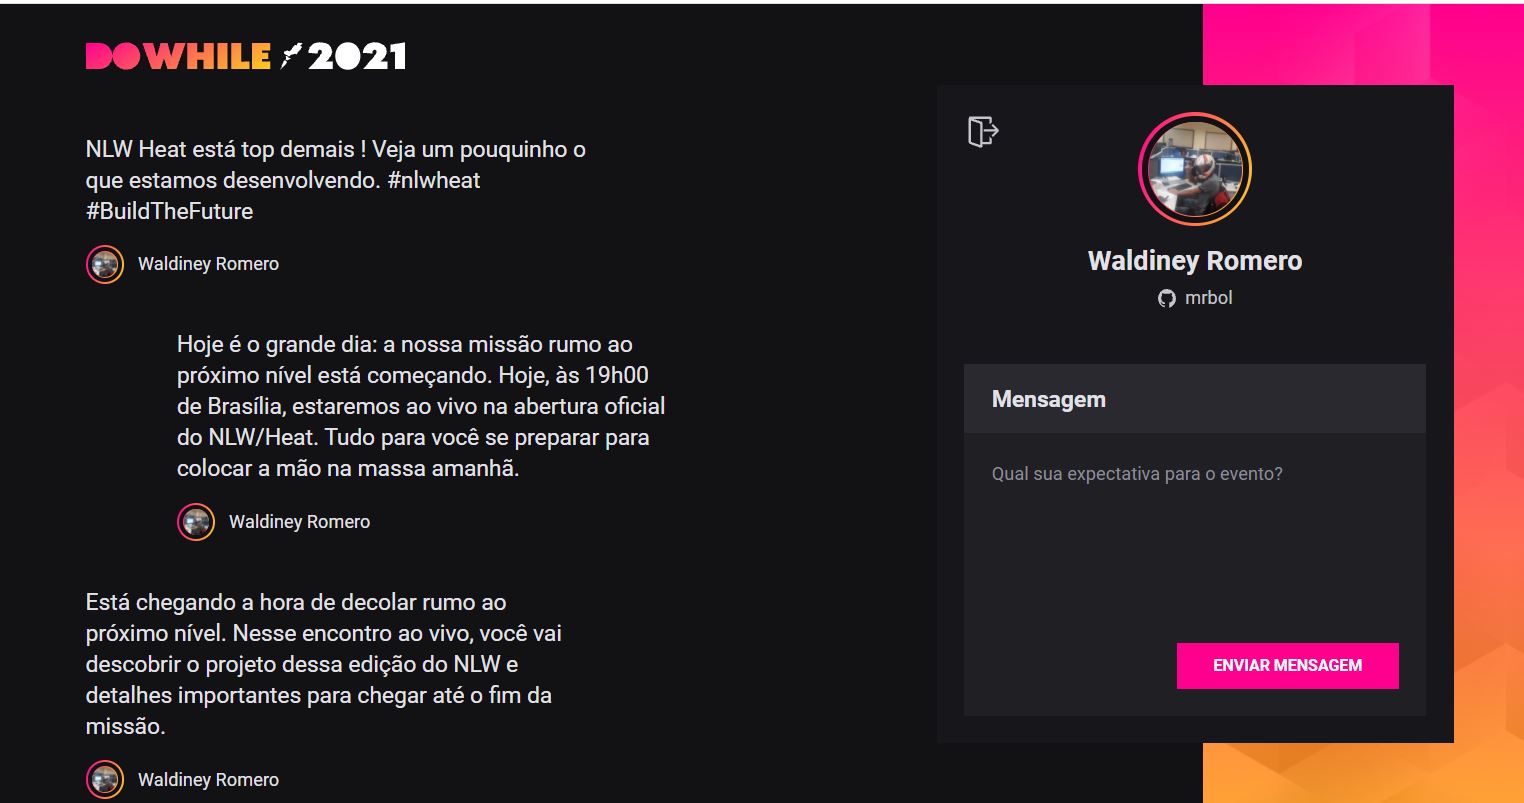 DOWHILE 2021
NLW Heat está top demais ! Veja um pouquinho o
que estamos desenvolvendo. #nlwheat
#BuildTheFuture
Waldiney Romero
Hoje é o grande dia: a nossa missão rumo ao
próximo nível está começando. Hoje, às 19h00
de Brasília, estaremos ao vivo na abertura oficial
do NLW/Heat. Tudo para você se preparar para
colocar a mão na massa amanhã.
Waldiney Romero
Está chegando a hora de decolar rumo ao
próximo nível. Nesse encontro ao vivo, você vai
descobrir o projeto dessa edição do NLW e
detalhes importantes para chegar até o fim da
missão.
Waldiney Romero
Waldiney Romero
mrbol
Mensagem
Qual sua expectativa para o evento?
ENVIAR MENSAGEM